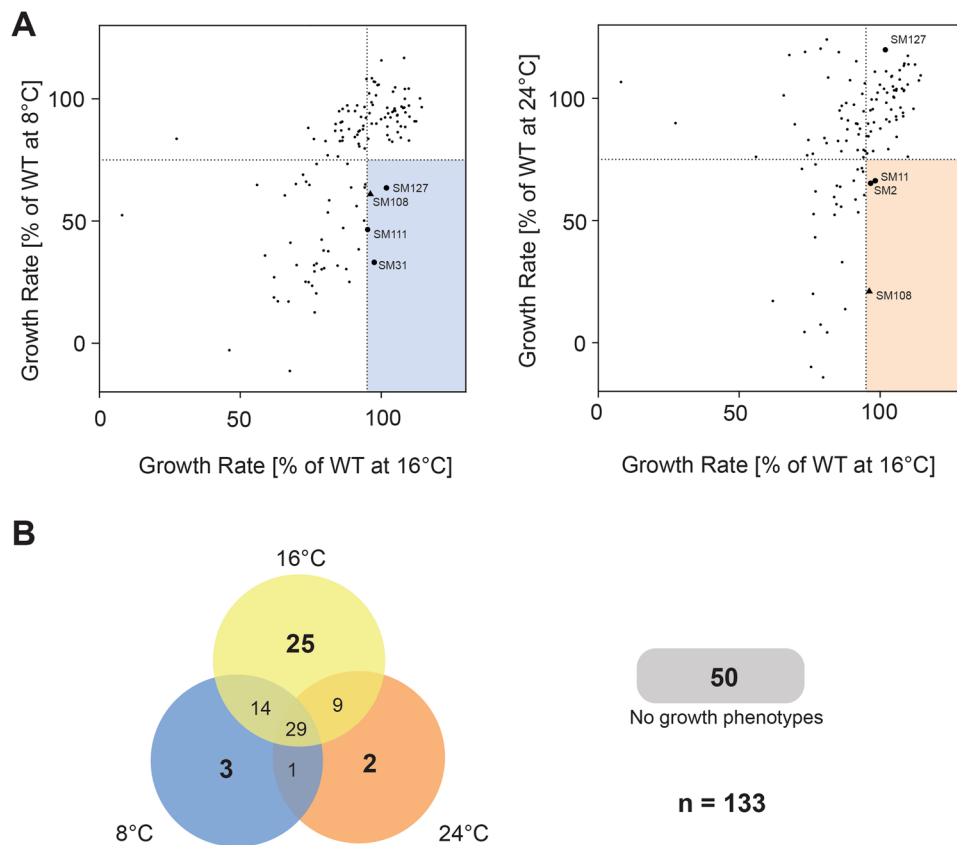 A
Growth Rate [% of WT at 8°C]
100
50
0
SM127
SM108
SM111
SM31
0
50
100
Growth Rate [% of WT at 16°C]
Growth Rate [% of WT at 24°C]
100
50
0
SM127
SM11
SM2
SM108
0
50
100
Growth Rate [% of WT at 16°C]
B
16°C
25
14
9
29
3
1
2
8°C
24°C
50
No growth phenotypes
n = 133